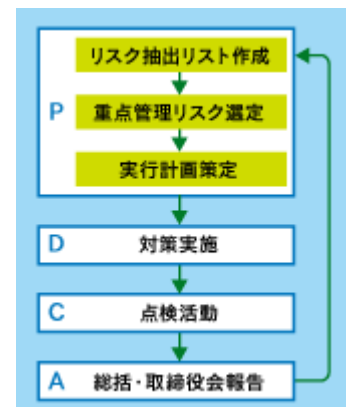 リスク抽出リスト作成
P 重点管理リスク選定
実行計画策定
D 対策実施
C 点検活動
A 総括・取締役会報告